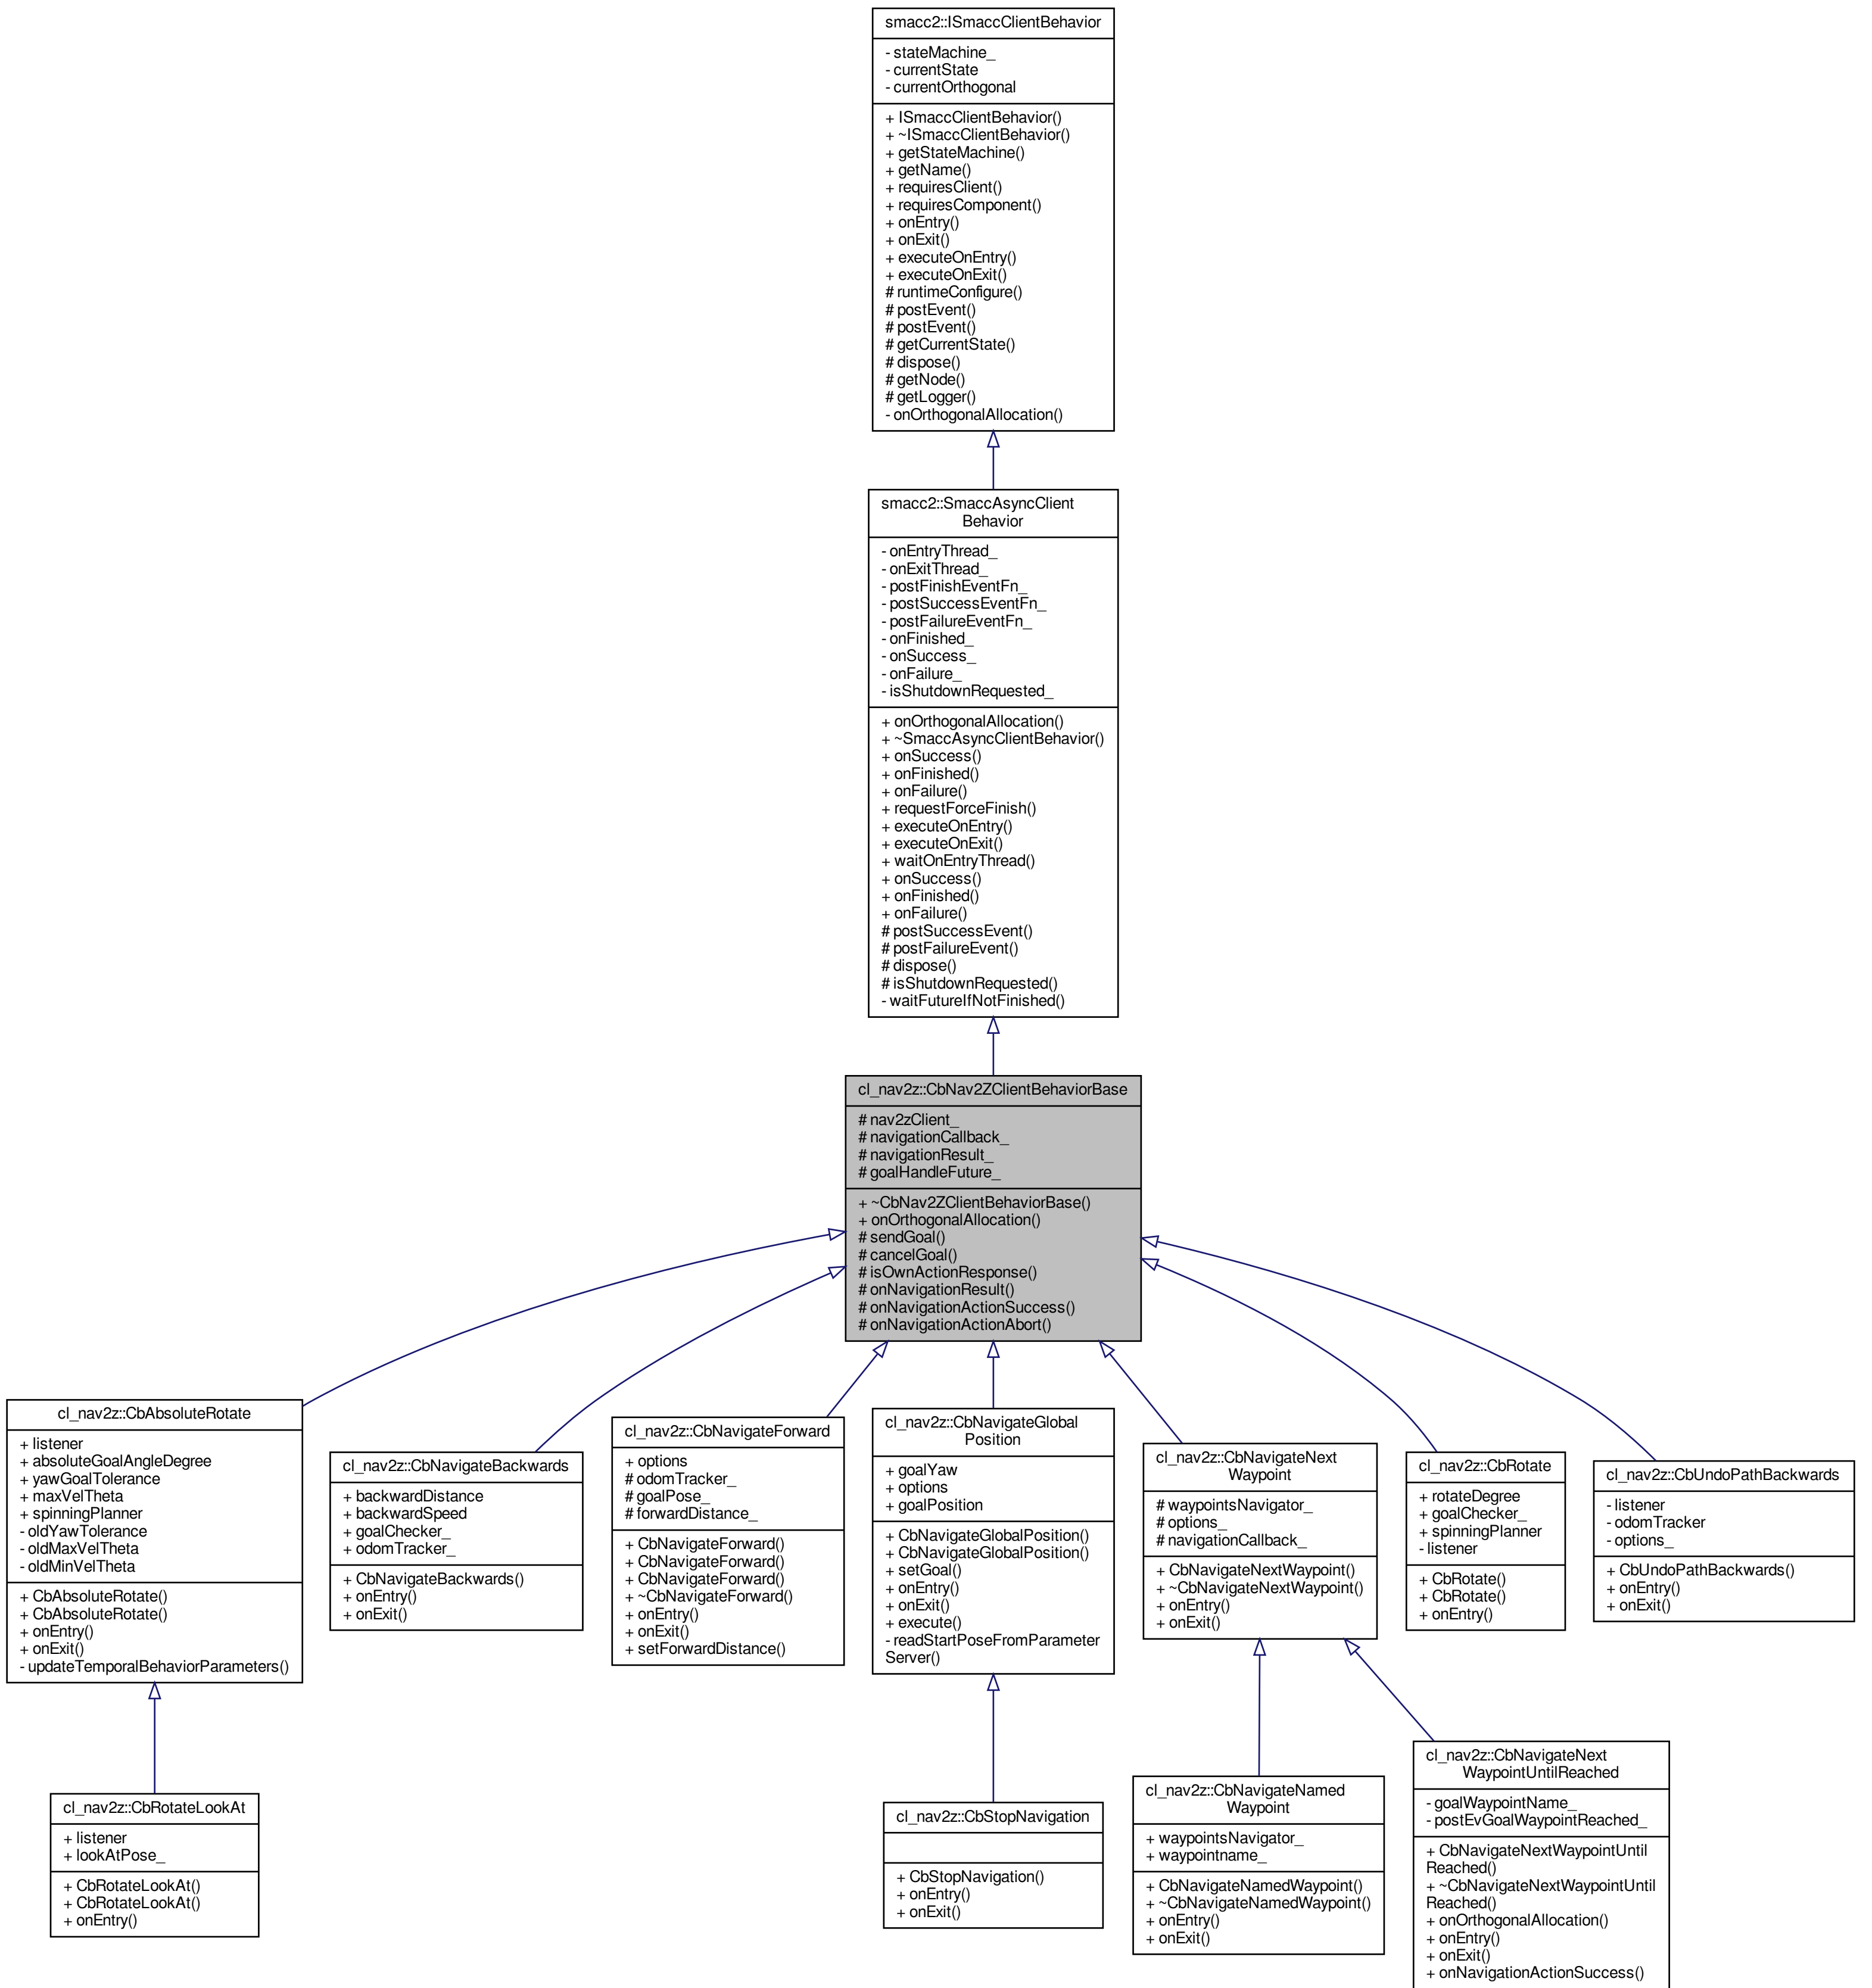 smacc2::ISmaccClientBehavior
- stateMachine_
- currentState
- currentOrthogonal
+ ISmaccClientBehavior()
+ ~ISmaccClientBehavior()
+ getStateMachine()
+ getName()
+ requiresClient()
+ requiresComponent()
+ onEntry()
+ onExit()
+ executeOnEntry()
+ executeOnExit()
# runtimeConfigure()
# postEvent()
# postEvent()
# getCurrentState()
# dispose()
# getNode()
# getLogger()
- onOrthogonalAllocation()
smacc2::SmaccAsyncClient
Behavior
- onEntryThread_
- onExitThread_
- postFinishEventFn_
- postSuccessEventFn_
- postFailureEventFn_
- onFinished_
- onSuccess_
- onFailure_
- isShutdownRequested_
+ onOrthogonalAllocation()
+ ~SmaccAsyncClientBehavior()
+ onSuccess()
+ onFinished()
+ onFailure()
+ requestForceFinish()
+ executeOnEntry()
+ executeOnExit()
+ waitOnEntryThread()
+ onSuccess()
+ onFinished()
+ onFailure()
# postSuccessEvent()
# postFailureEvent()
# dispose()
# isShutdownRequested()
- waitFutureIfNotFinished()
cl_nav2z::CbNav2ZClientBehaviorBase
# nav2zClient_
# navigationCallback_
# navigationResult_
# goalHandleFuture_
+ ~CbNav2ZClientBehaviorBase()
+ onOrthogonalAllocation()
# sendGoal()
# cancelGoal()
# isOwnActionResponse()
# onNavigationResult()
# onNavigationActionSuccess()
# onNavigationActionAbort()
cl_nav2z::CbAbsoluteRotate
+ listener
+ absoluteGoalAngleDegree
+ yawGoalTolerance
+ maxVelTheta
+ spinningPlanner
- oldYawTolerance
- oldMaxVelTheta
- oldMinVelTheta
+ CbAbsoluteRotate()
+ CbAbsoluteRotate()
+ onEntry()
+ onExit()
- updateTemporalBehaviorParameters()
cl_nav2z::CbNavigateBackwards
+ backwardDistance
+ backwardSpeed
+ goalChecker_
+ odomTracker_
+ CbNavigateBackwards()
+ onEntry()
+ onExit()
cl_nav2z::CbNavigateForward
+ options
# odomTracker_
# goalPose_
# forwardDistance_
+ CbNavigateForward()
+ CbNavigateForward()
+ CbNavigateForward()
+ ~CbNavigateForward()
+ onEntry()
+ onExit()
+ setForwardDistance()
cl_nav2z::CbNavigateGlobal
Position
+ goalYaw
+ options
+ goalPosition
+ CbNavigateGlobalPosition()
+ CbNavigateGlobalPosition()
+ setGoal()
+ onEntry()
+ onExit()
+ execute()
- readStartPoseFromParameter
Server()
cl_nav2z::CbNavigateNext
Waypoint
# waypointsNavigator_
# options_
# navigationCallback_
+ CbNavigateNextWaypoint()
+ ~CbNavigateNextWaypoint()
+ onEntry()
+ onExit()
cl_nav2z::CbRotate
+ rotateDegree
+ goalChecker_
+ spinningPlanner
- listener
+ CbRotate()
+ CbRotate()
+ onEntry()
cl_nav2z::CbUndoPathBackwards
- listener
- odomTracker
- options_
+ CbUndoPathBackwards()
+ onEntry()
+ onExit()
cl_nav2z::CbRotateLookAt
+ listener
+ lookAtPose_
+ CbRotateLookAt()
+ CbRotateLookAt()
+ onEntry()
cl_nav2z::CbStopNavigation
+ CbStopNavigation()
+ onEntry()
+ onExit()
cl_nav2z::CbNavigateNamed
Waypoint
+ waypointsNavigator_
+ waypointname_
+ CbNavigateNamedWaypoint()
+ ~CbNavigateNamedWaypoint()
+ onEntry()
+ onExit()
cl_nav2z::CbNavigateNext
WaypointUntilReached
- goalWaypointName_
- postEvGoalWaypointReached_
+ CbNavigateNextWaypointUntil
Reached()
+ ~CbNavigateNextWaypointUntil
Reached()
+ onOrthogonalAllocation()
+ onEntry()
+ onExit()
+ onNavigationActionSuccess()